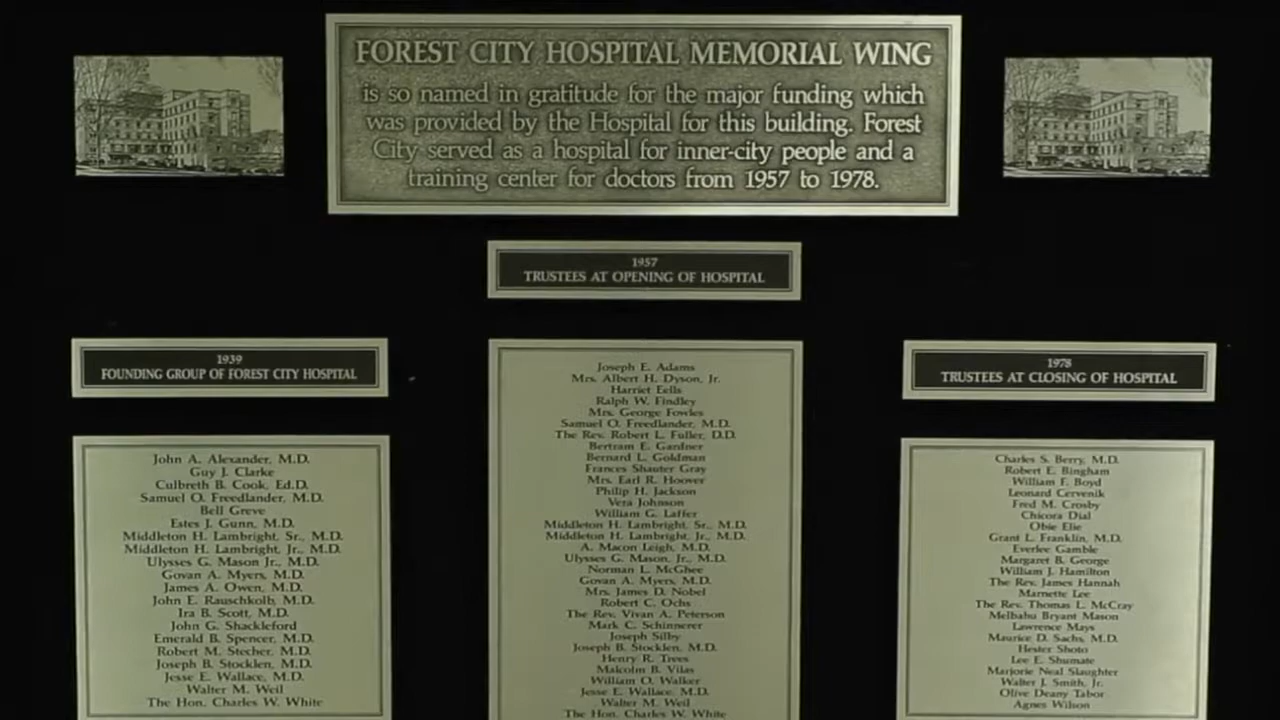 FOREST CITY HOSPITAL MEMORIAL WING
is so named in gratitude for the major funding which
was provided by the Hospital for this building. Forest
City served as a hospital for inner-city people and a
training center for doctors from 1957 to 1978.
1957
TRUSTEES AT OPENING OF HOSPITAL
1939
FOUNDING GROUP OF FOREST CITY HOSPITAL
John A. Alexander, M.D.
Guy J. Clarke
Culbreth B. Cook, Ed.D.
Samuel O. Freedlander, M.D.
Bell Greve
Estes J. Gunn, M.D.
Middleton H. Lambright, Sr., M.D.
Middleton H. Lambright, Jr., M.D.
Ulysses G. Mason Jr., M.D.
Govan A. Myers, M.D.
James A. Owen, M.D.
John E. Rauschkolb, M.D.
Ira B. Scott, M.D.
John G. Shackleford
Emerald B. Spencer, M.D.
Robert M. Stecher, M.D.
Joseph B. Stocklen, M.D.
Jesse E. Wallace, M.D.
Walter M. Weil
The Hon. Charles W. White
Joseph E. Adams
Mrs. Albert H. Dyson, Jr.
Harriet Eells
Ralph W. Findley
Mrs. George Fowles
Samuel O. Freedlander, M.D.
The Rev. Robert L. Fuller, D.D.
Bertram E. Gardner
Bernard L. Goldman
Frances Shauter Gray
Mrs. Earl R. Hoover
Philip H. Jackson
Vera Johnson
William G. Laffer
Middleton H. Lambright, Sr., M.D.
Middleton H. Lambright, Jr., M.D.
A. Macon Leigh, M.D.
Ulysses G. Mason, Jr., M.D.
Norman L. McGhee
Govan A. Myers, M.D.
Mrs. James D. Nobel
Robert C. Ochs
The Rev. Vivan A. Peterson
Mark C. Schinnerer
Joseph Silby
Joseph B. Stocklen, M.D.
Henry R. Trees
Malcolm B. Vilas
William O. Walker
Jesse E. Wallace, M.D.
Walter M. Weil
The Hon. Charles W. White
1978
TRUSTEES AT CLOSING OF HOSPITAL
Charles S. Berry, M.D.
Robert E. Bingham
William F. Boyd
Leonard Cervenik
Fred M. Crosby
Chicora Dial
Obie Elie
Grant L. Franklin, M.D.
Everlee Gamble
Margaret B. George
William J. Hamilton
The Rev. James Hannah
Marnette Lee
The Rev. Thomas L. McCray
Melbahu Bryant Mason
Lawrence Mays
Maurice D. Sachs, M.D.
Hester Shoto
Lee E. Shumate
Marjorie Neal Slaughter
Walter J. Smith, Jr.
Olive Deany Tabor
Agnes Wilson